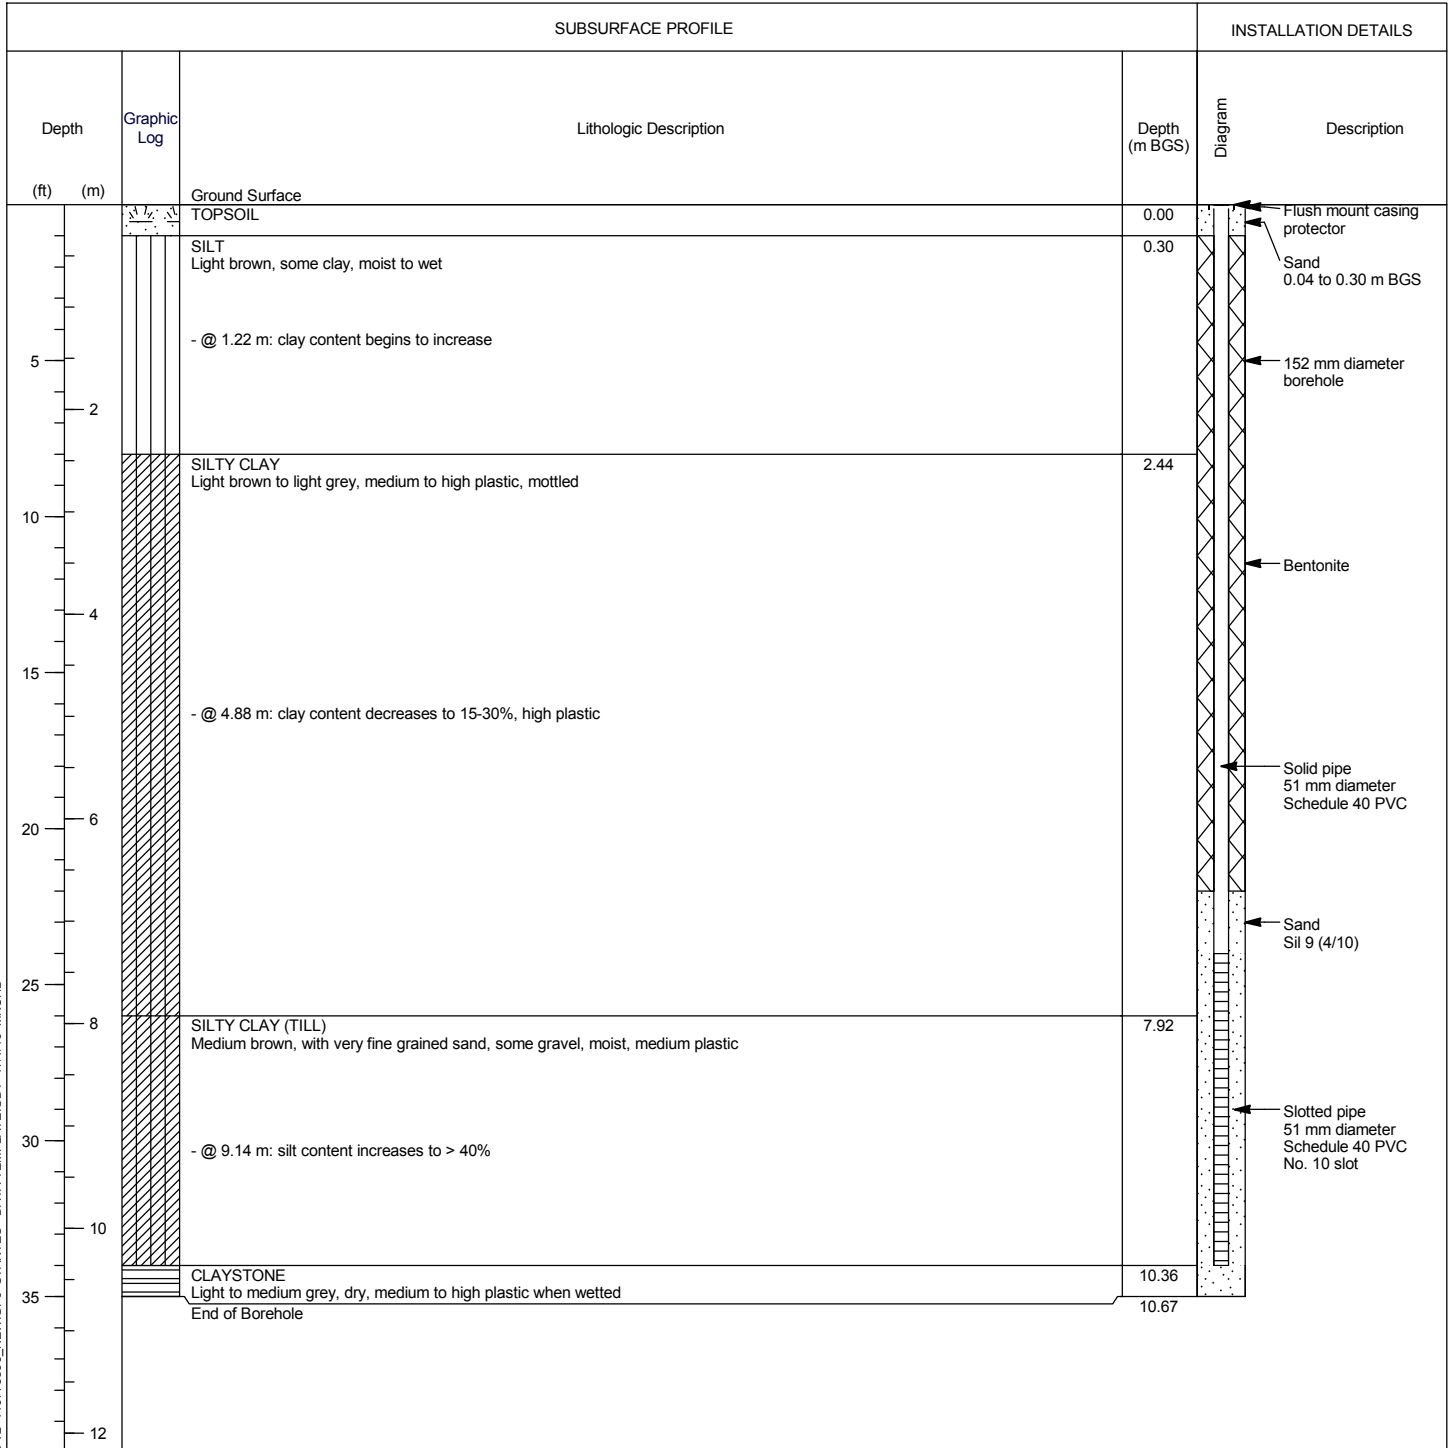 SUBSURFACE PROFILE
INSTALLATION DETAILS
Depth
Graphic
Log
Lithologic Description
Depth
(m BGS)
Diagram
Description
(ft) (m)
Ground Surface
TOPSOIL
0.00
Flush mount casing
protector
SILT
0.30
Light brown, some clay, moist to wet
Sand
0.04 to 0.30 m BGS
- @ 1.22 m: clay content begins to increase
5
152 mm diameter
borehole
2
SILTY CLAY
2.44
Light brown to light grey, medium to high plastic, mottled
10
Bentonite
4
15
- @ 4.88 m: clay content decreases to 15-30%, high plastic
Solid pipe
51 mm diameter
Schedule 40 PVC
6
20
Sand
Sil 9 (4/10)
25
8
SILTY CLAY (TILL)
7.92
Medium brown, with very fine grained sand, some gravel, moist, medium plastic
Slotted pipe
51 mm diameter
Schedule 40 PVC
No. 10 slot
30
- @ 9.14 m: silt content increases to > 40%
10
CLAYSTONE
10.36
Light to medium grey, dry, medium to high plastic when wetted
35
10.67
End of Borehole
12